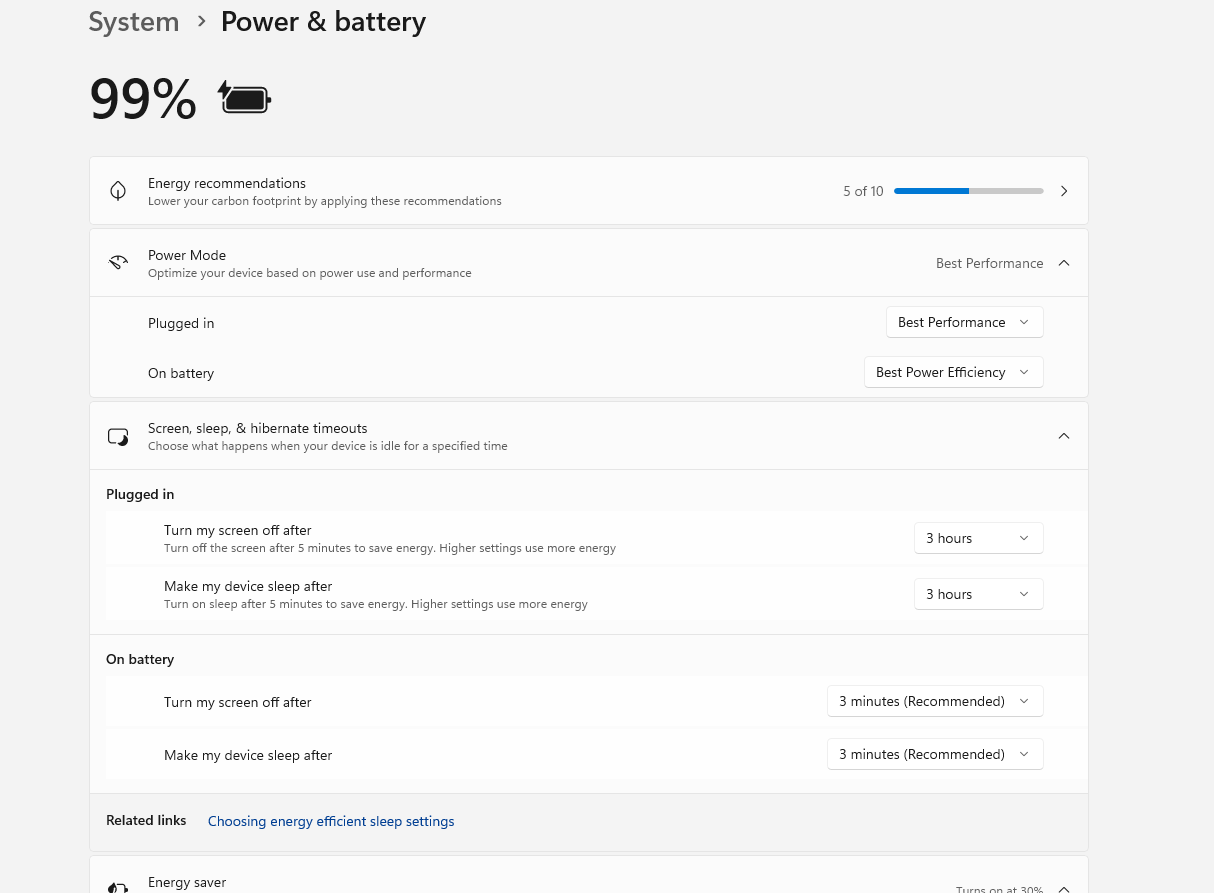 System > Power & battery
99%
Energy recommendations
Lower your carbon footprint by applying these recommendations
5 of 10
Power Mode
Optimize your device based on power use and performance
Best Performance
Plugged in
Best Performance
On battery
Best Power Efficiency
Screen, sleep, & hibernate timeouts
Choose what happens when your device is idle for a specified time
Plugged in
Turn my screen off after
Turn off the screen after 5 minutes to save energy. Higher settings use more energy
3 hours
Make my device sleep after
Turn on sleep after 5 minutes to save energy. Higher settings use more energy
3 hours
On battery
Turn my screen off after
3 minutes (Recommended)
Make my device sleep after
3 minutes (Recommended)
Related links
Choosing energy efficient sleep settings
Energy saver
Turns on at 30%